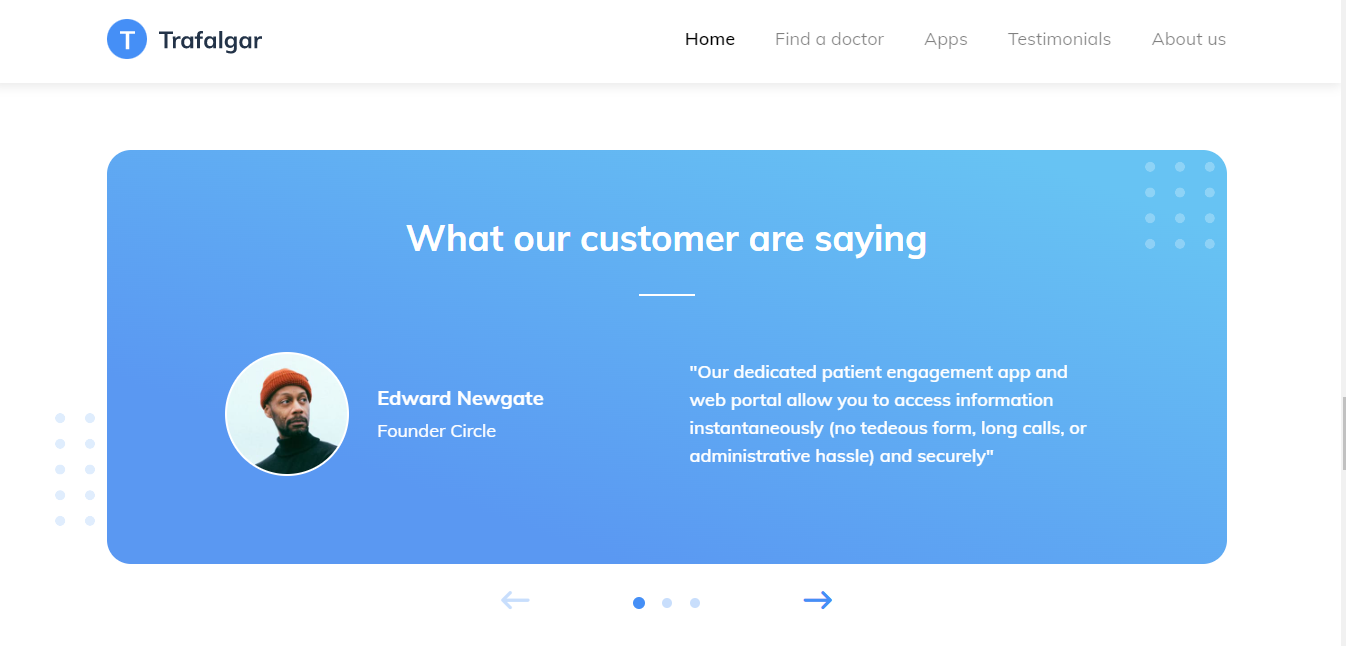 T Trafalgar
Home Find a doctor Apps Testimonials About us
What our customer are saying
Edward Newgate
Founder Circle
"Our dedicated patient engagement app and
web portal allow you to access information
instantaneously (no tedeous form, long calls, or
administrative hassle) and securely"